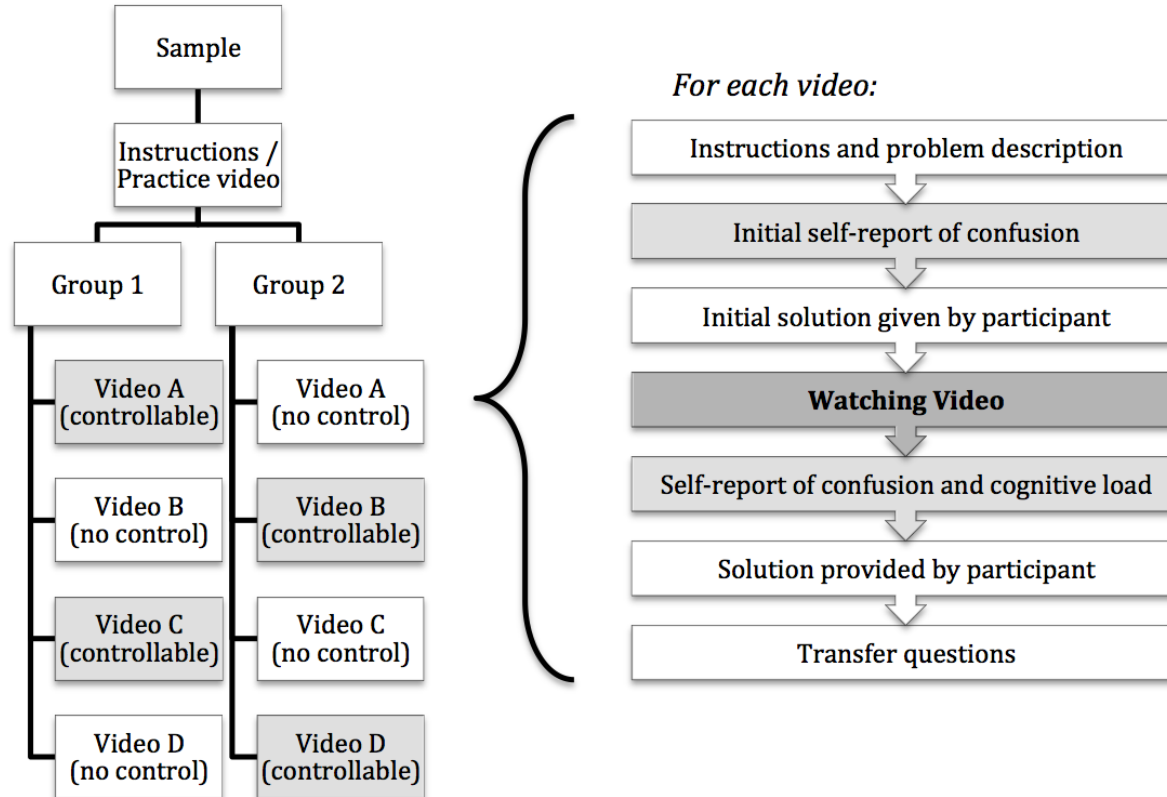 Sample
Instructions /
Practice video
Group 1
Group 2
Video A
(controllable)
Video A
(no control)
Video B
(no control)
Video B
(controllable)
Video C
(controllable)
Video C
(no control)
Video D
(no control)
Video D
(controllable)
For each video:
Instructions and problem description
Initial self-report of confusion
Initial solution given by participant
Watching Video
Self-report of confusion and cognitive load
Solution provided by participant
Transfer questions